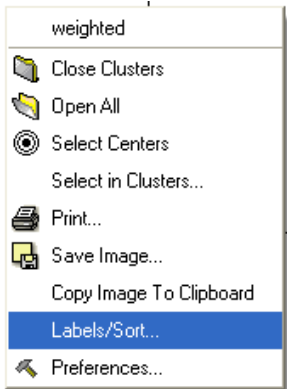 weighted
Close Clusters
Open All
Select Centers
Select in Clusters...
Print...
Save Image...
Copy Image To Clipboard
Labels/Sort...
Preferences...